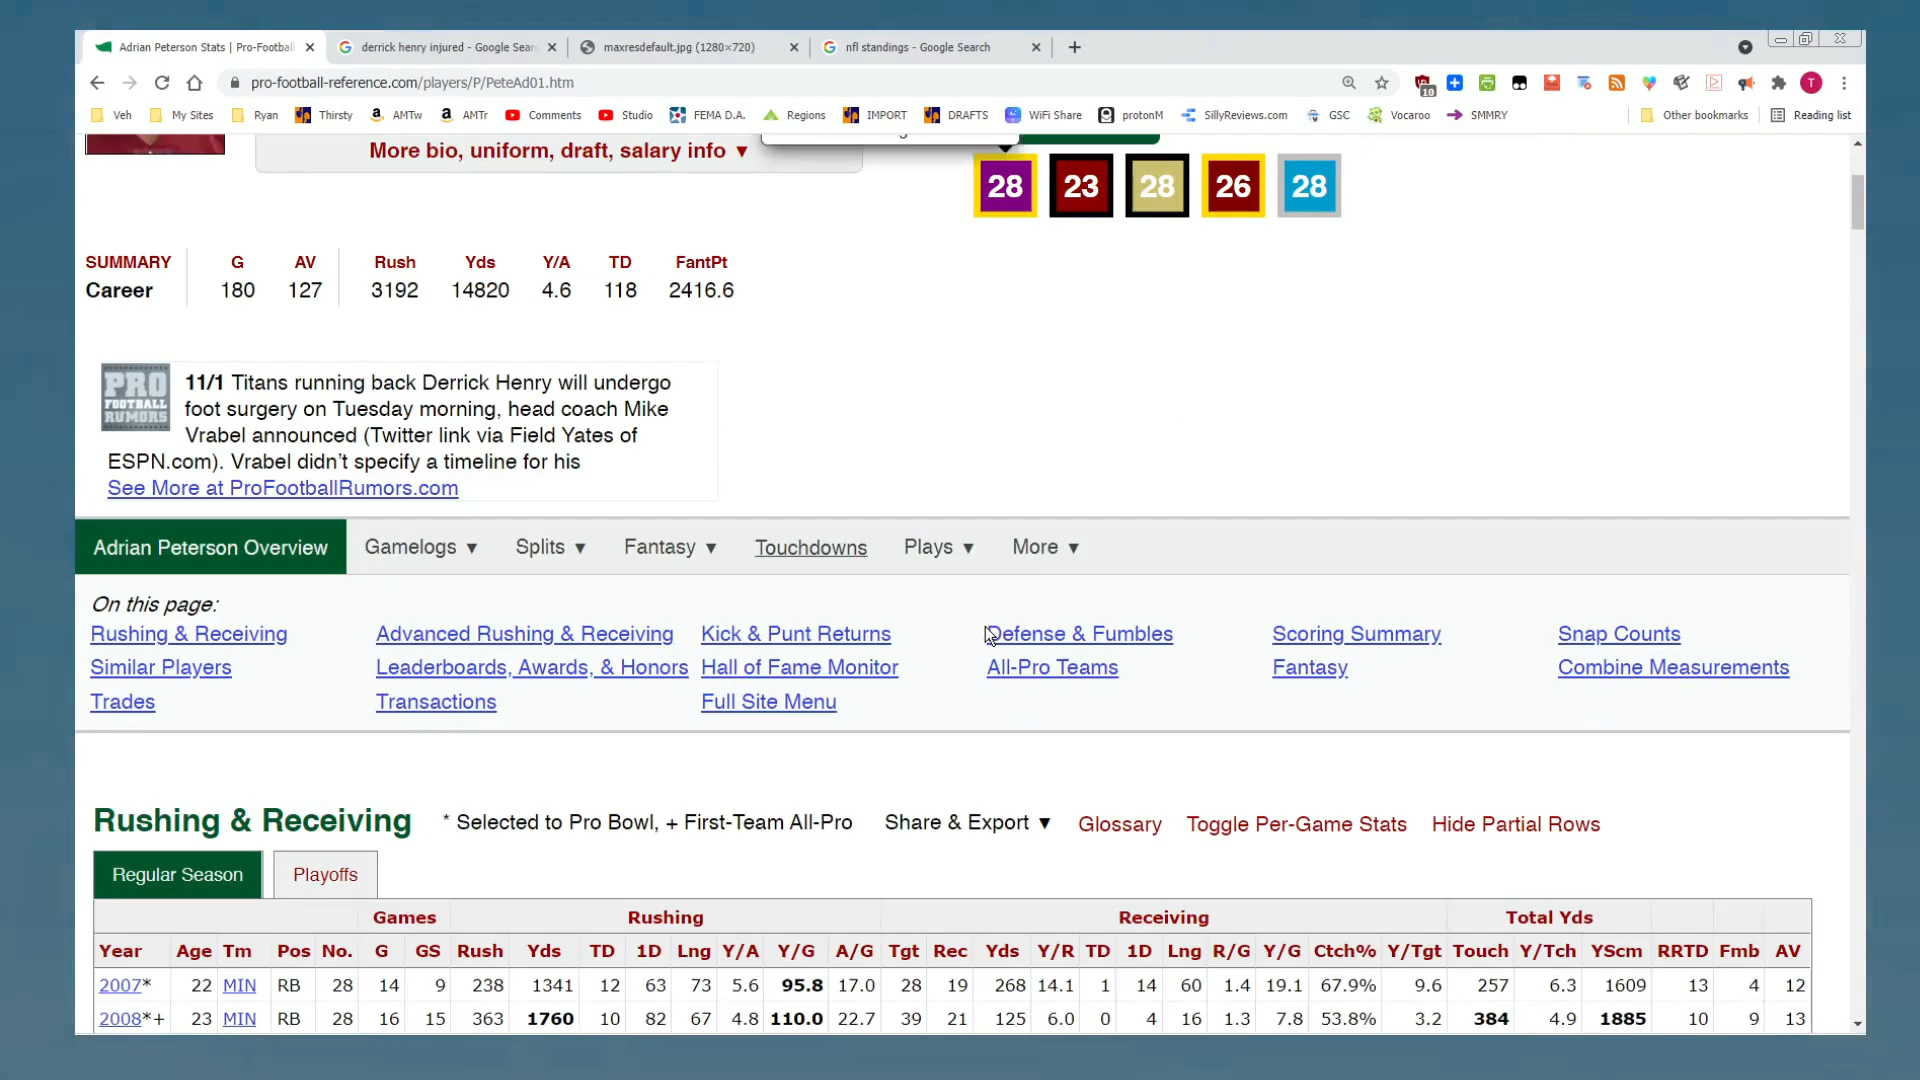 Adrian Peterson Stats | Pro-Football
derrick henry injured - Google Sear
maxresdefault.jpg (1280×720)
nfl standings - Google Search
pro-football-reference.com/players/P/PeteAd01.htm
10
T
Veh
My Sites
Ryan
Thirsty
AMTw
AMTr
Comments
Studio
FEMA D.A.
Regions
IMPORT
DRAFTS
WiFi Share
protonM
SillyReviews.com
GSC
Vocaroo
SMMRY
Other bookmarks
Reading list
More bio, uniform, draft, salary info ▼
28 23 28 26 28
SUMMARY G AV Rush Yds Y/A TD FantPt
Career 180 127 3192 14820 4.6 118 2416.6
PRO
FOOTBALL
RUMORS
11/1 Titans running back Derrick Henry will undergo
foot surgery on Tuesday morning, head coach Mike
Vrabel announced (Twitter link via Field Yates of
ESPN.com). Vrabel didn't specify a timeline for his
See More at ProFootballRumors.com
Adrian Peterson Overview Gamelogs ▼ Splits ▼ Fantasy ▼ Touchdowns Plays ▼ More ▼
On this page:
Rushing & Receiving Advanced Rushing & Receiving Kick & Punt Returns Defense & Fumbles Scoring Summary Snap Counts
Similar Players Leaderboards, Awards, & Honors Hall of Fame Monitor All-Pro Teams Fantasy Combine Measurements
Trades Transactions Full Site Menu
Rushing & Receiving * Selected to Pro Bowl, + First-Team All-Pro Share & Export ▼ Glossary Toggle Per-Game Stats Hide Partial Rows
Regular Season Playoffs
Games Rushing Receiving Total Yds
Year Age Tm Pos No. G GS Rush Yds TD 1D Lng Y/A Y/G A/G Tgt Rec Yds Y/R TD 1D Lng R/G Y/G Ctch% Y/Tgt Touch Y/Tch YScm RRTD Fmb AV
2007* 22 MIN RB 28 14 9 238 1341 12 63 73 5.6 95.8 17.0 28 19 268 14.1 1 14 60 1.4 19.1 67.9% 9.6 257 6.3 1609 13 4 12
2008*+ 23 MIN RB 28 16 15 363 1760 10 82 67 4.8 110.0 22.7 39 21 125 6.0 0 4 16 1.3 7.8 53.8% 3.2 384 4.9 1885 10 9 13